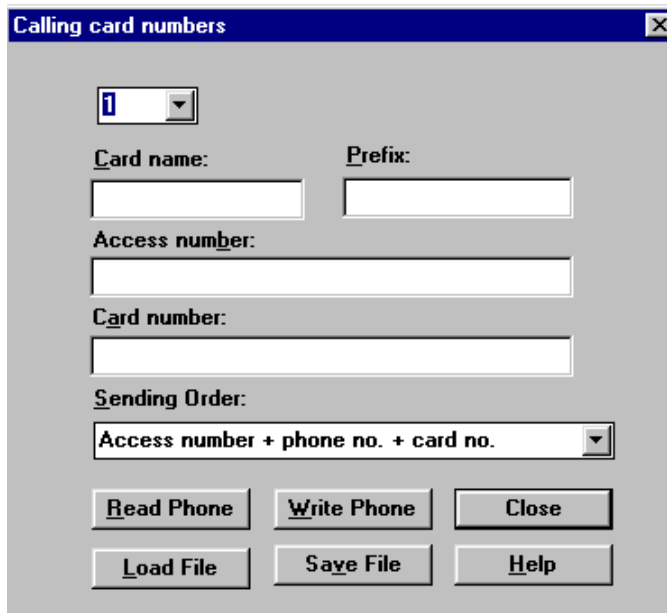 Calling card numbers
1
Card name: Prefix:
Access number:
Card number:
Sending Order:
Access number + phone no. + card no.
Read Phone Write Phone Close
Load File Save File Help